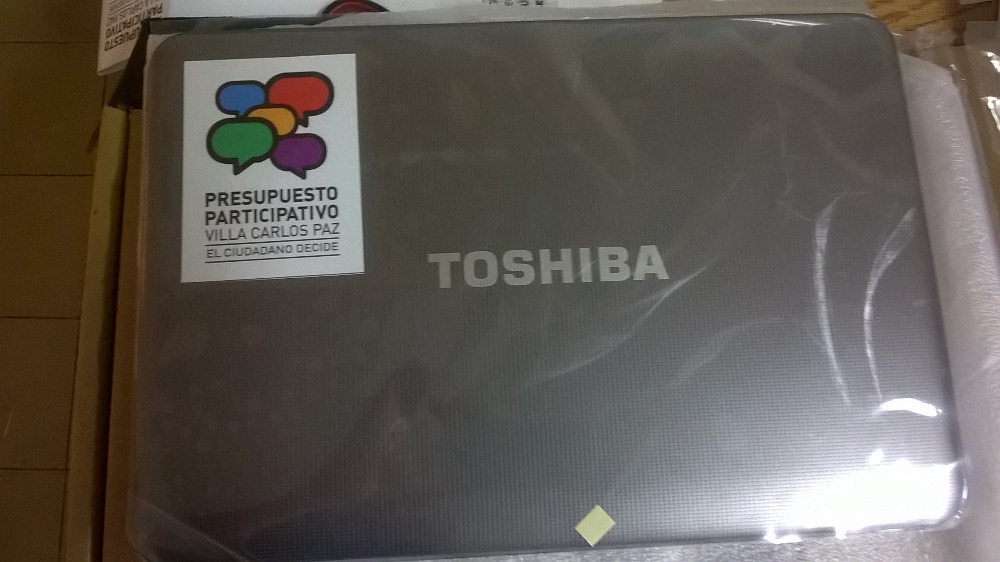 PRESUPUESTO
PARTICIPATIVO
VILLA CARLOS PAZ
EL CIUDADANO DECIDE
TOSHIBA